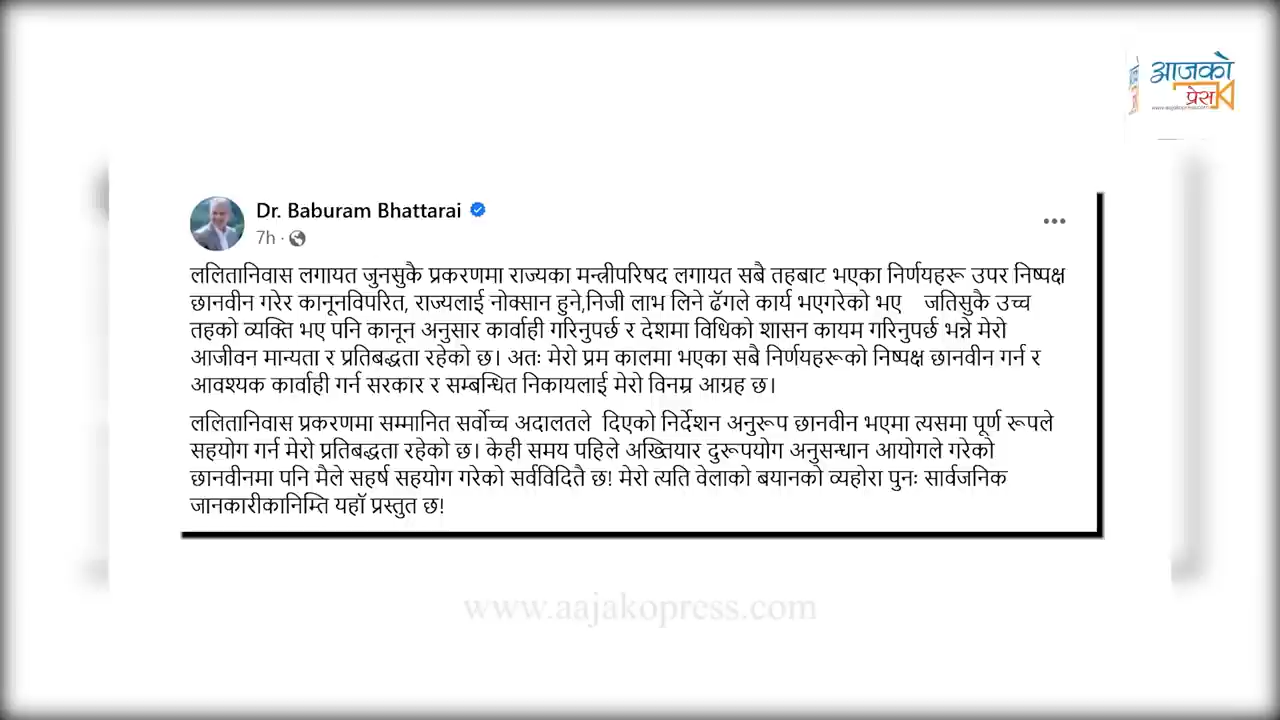 आजको
प्रेस
www.aajakopress.com
Dr. Baburam Bhattarai
7h ·
ललितानिवास लगायत जुनसुकै प्रकरणमा राज्यका मन्त्रीपरिषद लगायत सबै तहबाट भएका निर्णयहरू उपर निष्पक्ष
छानवीन गरेर कानूनविपरित, राज्यलाई नोक्सान हुने,निजी लाभ लिने ढॅगले कार्य भएगरेको भए जतिसुकै उच्च
तहको व्यक्ति भए पनि कानून अनुसार कार्वाही गरिनुपर्छ र देशमा विधिको शासन कायम गरिनुपर्छ भन्ने मेरो
आजीवन मान्यता र प्रतिबद्धता रहेको छ। अतः मेरो प्रम कालमा भएका सबै निर्णयहरूको निष्पक्ष छानवीन गर्न र
आवश्यक कार्वाही गर्न सरकार र सम्बन्धित निकायलाई मेरो विनम्र आग्रह छ।
ललितानिवास प्रकरणमा सम्मानित सर्वोच्च अदालतले दिएको निर्देशन अनुरूप छानवीन भएमा त्यसमा पूर्ण रूपले
सहयोग गर्न मेरो प्रतिबद्धता रहेको छ। केही समय पहिले अख्तियार दुरूपयोग अनुसन्धान आयोगले गरेको
छानवीनमा पनि मैले सहर्ष सहयोग गरेको सर्वविदितै छ! मेरो त्यति वेलाको बयानको व्यहोरा पुनः सार्वजनिक
जानकारीकानिम्ति यहॉ प्रस्तुत छ!
www.aajakopress.com